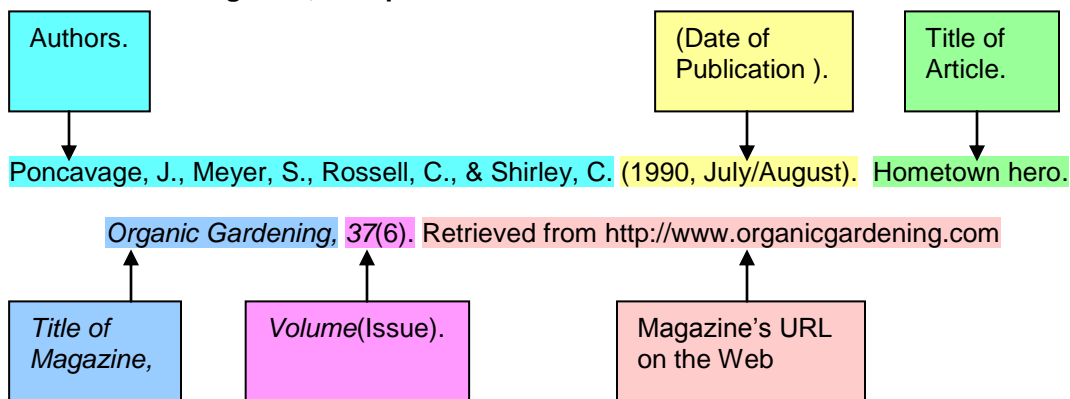 Authors.
(Date of
Publication ).
Title of
Article.
Poncavage, J., Meyer, S., Rossell, C., & Shirley, C. (1990, July/August). Hometown hero.
Organic Gardening, 37(6). Retrieved from http://www.organicgardening.com
Title of
Magazine,
Volume(Issue).
Magazine's URL
on the Web